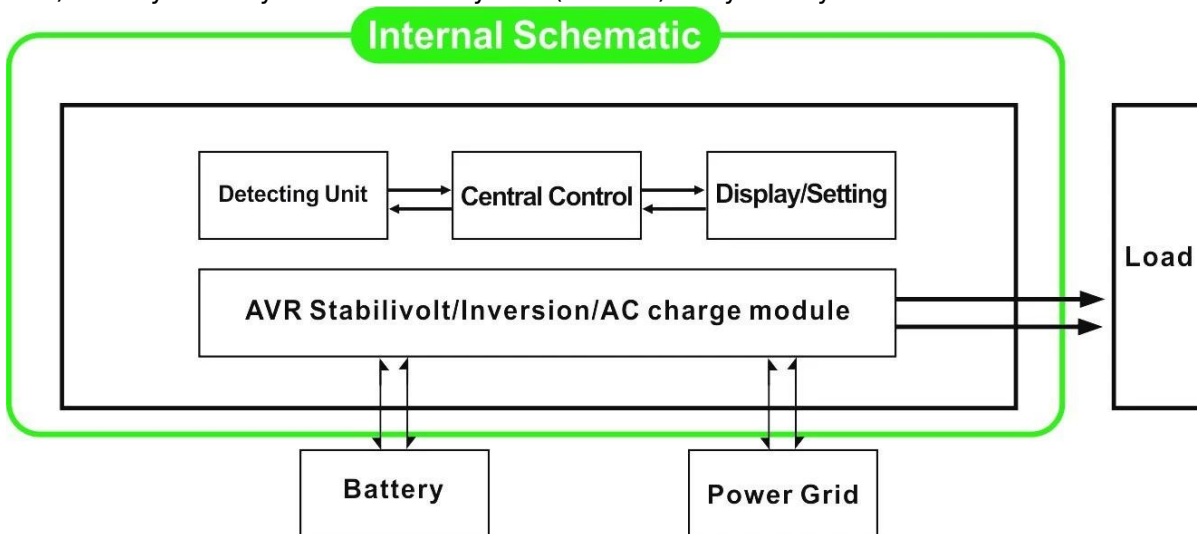 Internal Schematic
Detecting Unit
Central Control
Display/Setting
AVR Stabilivolt/Inversion/AC charge module
Load
Battery
Power Grid